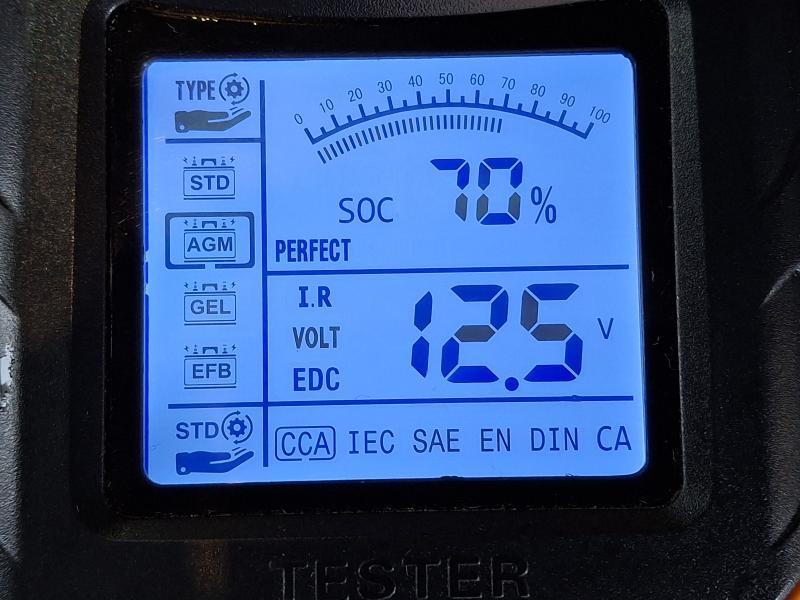 TYPE
STD
AGM
GEL
EFB
STD
0 10 20 30 40 50 60 70 80 90 100
SOC 70%
PERFECT
I.R
VOLT
EDC
12.5 V
CCA IEC SAE EN DIN CA
TESTER